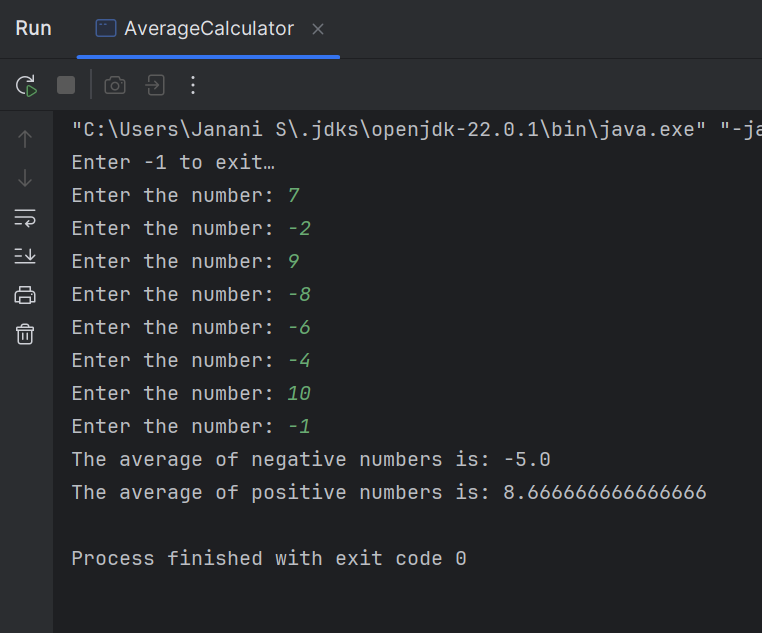 Run AverageCalculator
"C:\Users\Janani S\.jdks\openjdk-22.0.1\bin\java.exe" "-ja
Enter -1 to exit…
Enter the number: 7
Enter the number: -2
Enter the number: 9
Enter the number: -8
Enter the number: -6
Enter the number: -4
Enter the number: 10
Enter the number: -1
The average of negative numbers is: -5.0
The average of positive numbers is: 8.666666666666666
Process finished with exit code 0